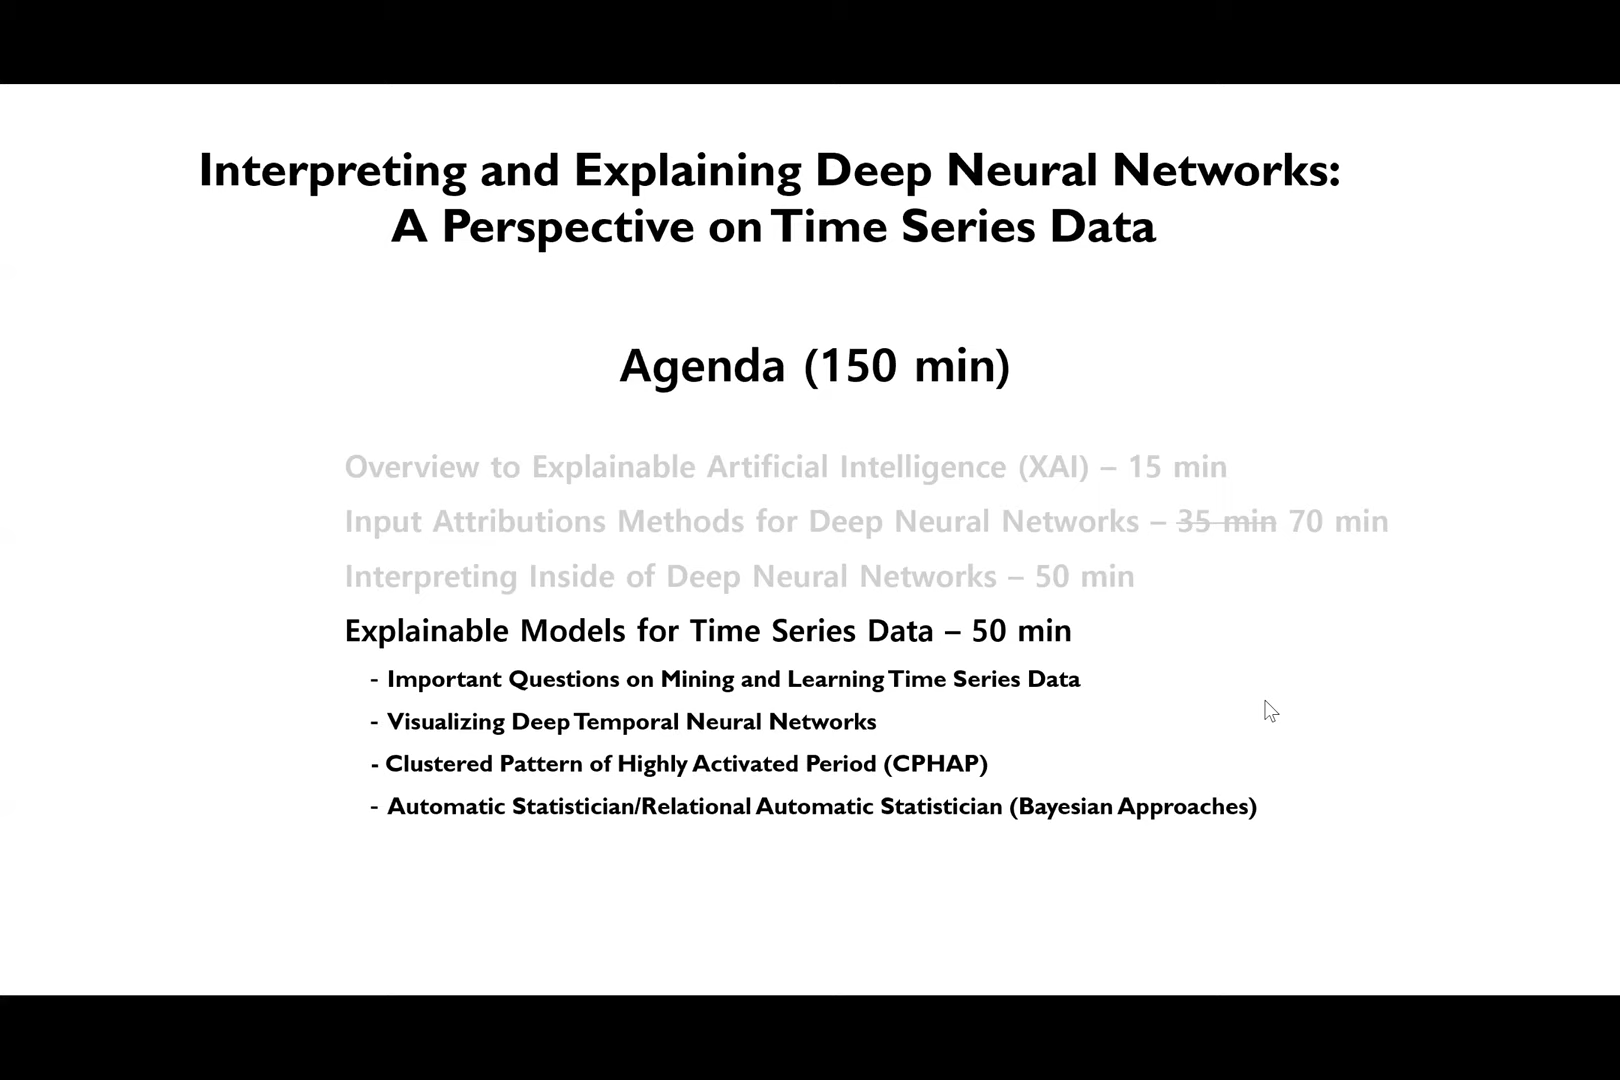 Interpreting and Explaining Deep Neural Networks:
A Perspective on Time Series Data
Agenda (150 min)
Overview to Explainable Artificial Intelligence (XAI) – 15 min
Input Attributions Methods for Deep Neural Networks – 35 min 70 min
Interpreting Inside of Deep Neural Networks – 50 min
Explainable Models for Time Series Data – 50 min
- Important Questions on Mining and Learning Time Series Data
- Visualizing Deep Temporal Neural Networks
- Clustered Pattern of Highly Activated Period (CPHAP)
- Automatic Statistician/Relational Automatic Statistician (Bayesian Approaches)